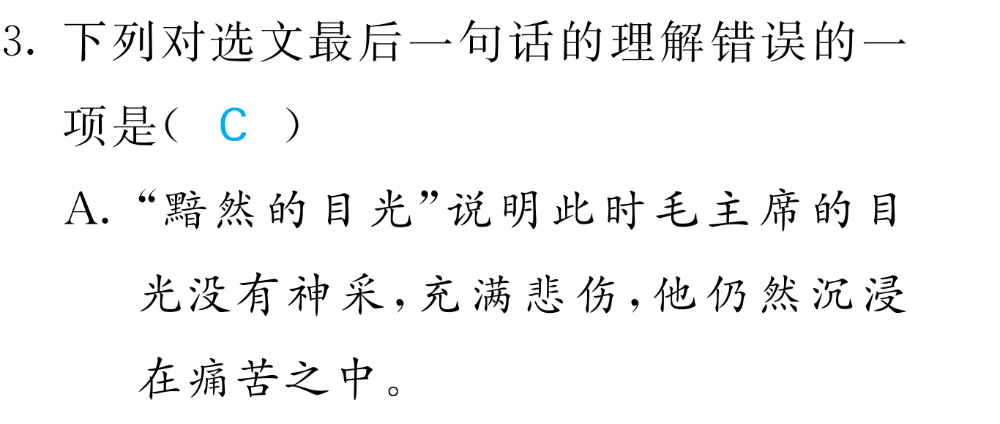 3. 下列对选文最后一句话的理解错误的一
项是( C )
A. “黯然的目光”说明此时毛主席的目
光没有神采,充满悲伤,他仍然沉浸
在痛苦之中。